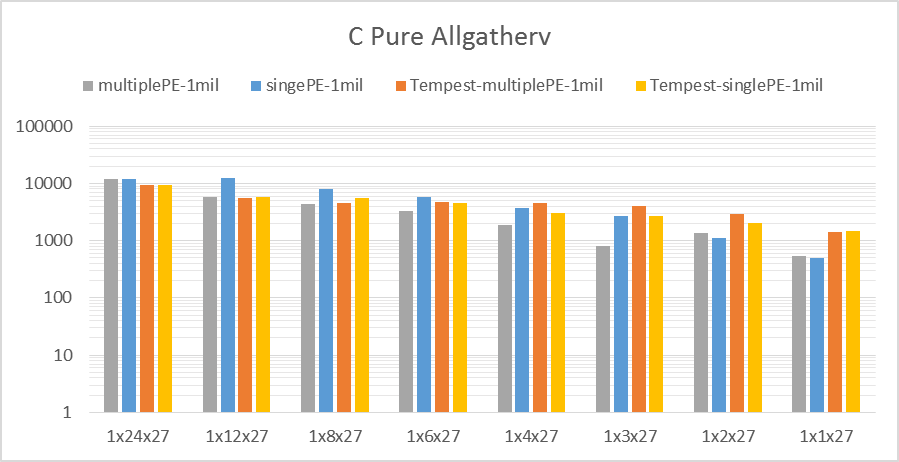 C Pure Allgatherv
multiplePE-1mil singePE-1mil Tempest-multiplePE-1mil Tempest-singlePE-1mil
100000
10000
1000
100
10
1
1x24x27 1x12x27 1x8x27 1x6x27 1x4x27 1x3x27 1x2x27 1x1x27